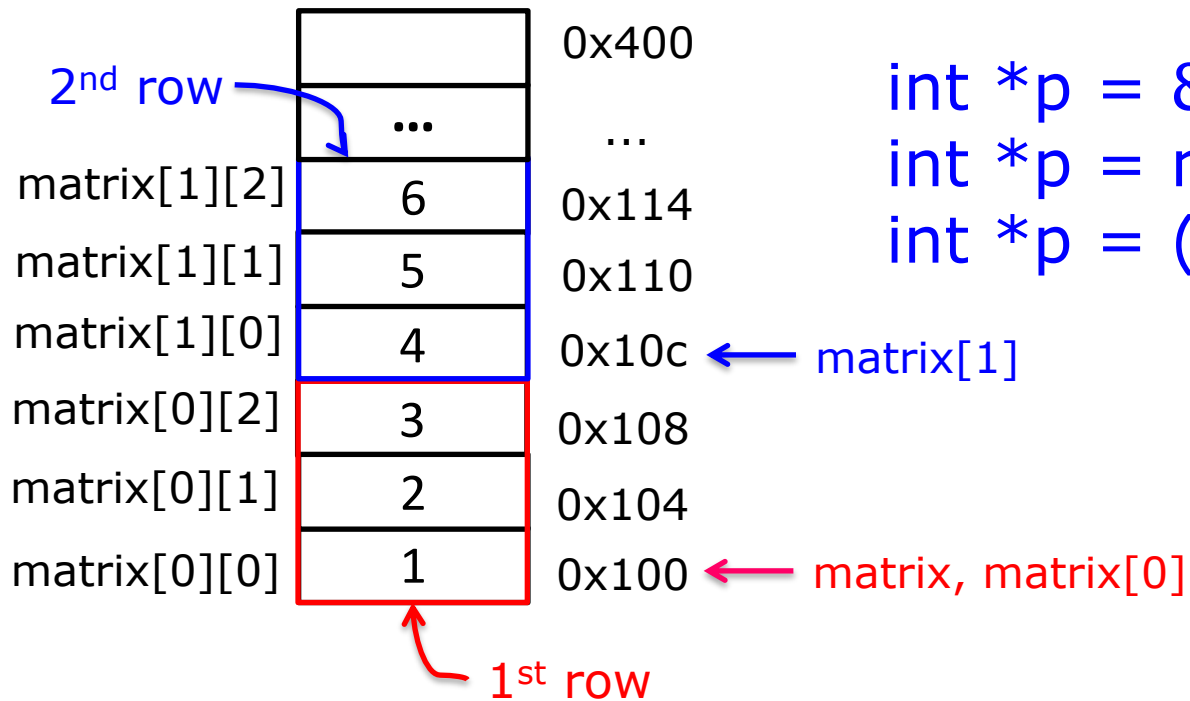 0x400
2nd row
...
...
matrix[1][2] 6 0x114
matrix[1][1] 5 0x110
matrix[1][0] 4 0x10c matrix[1]
matrix[0][2] 3 0x108
matrix[0][1] 2 0x104
matrix[0][0] 1 0x100 matrix, matrix[0]
1st row
int *p =
int *p =
int *p = (